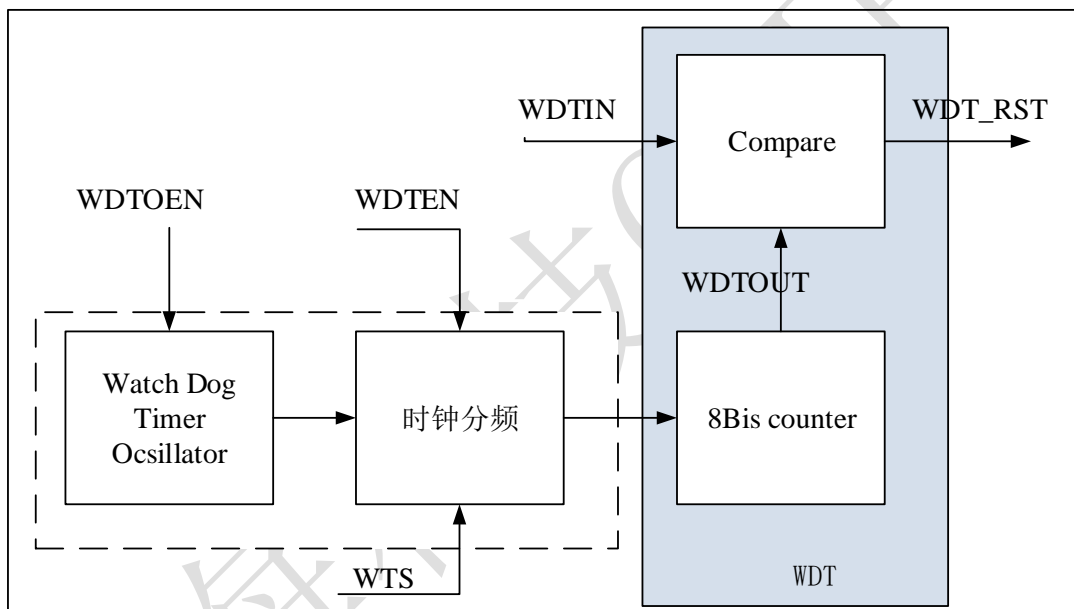 WDTIN
WDT_RST
Compare
WDTOEN
WDTEN
WDTOUT
Watch Dog
Timer
Ocsillator
时钟分频
8Bis counter
WTS
WDT